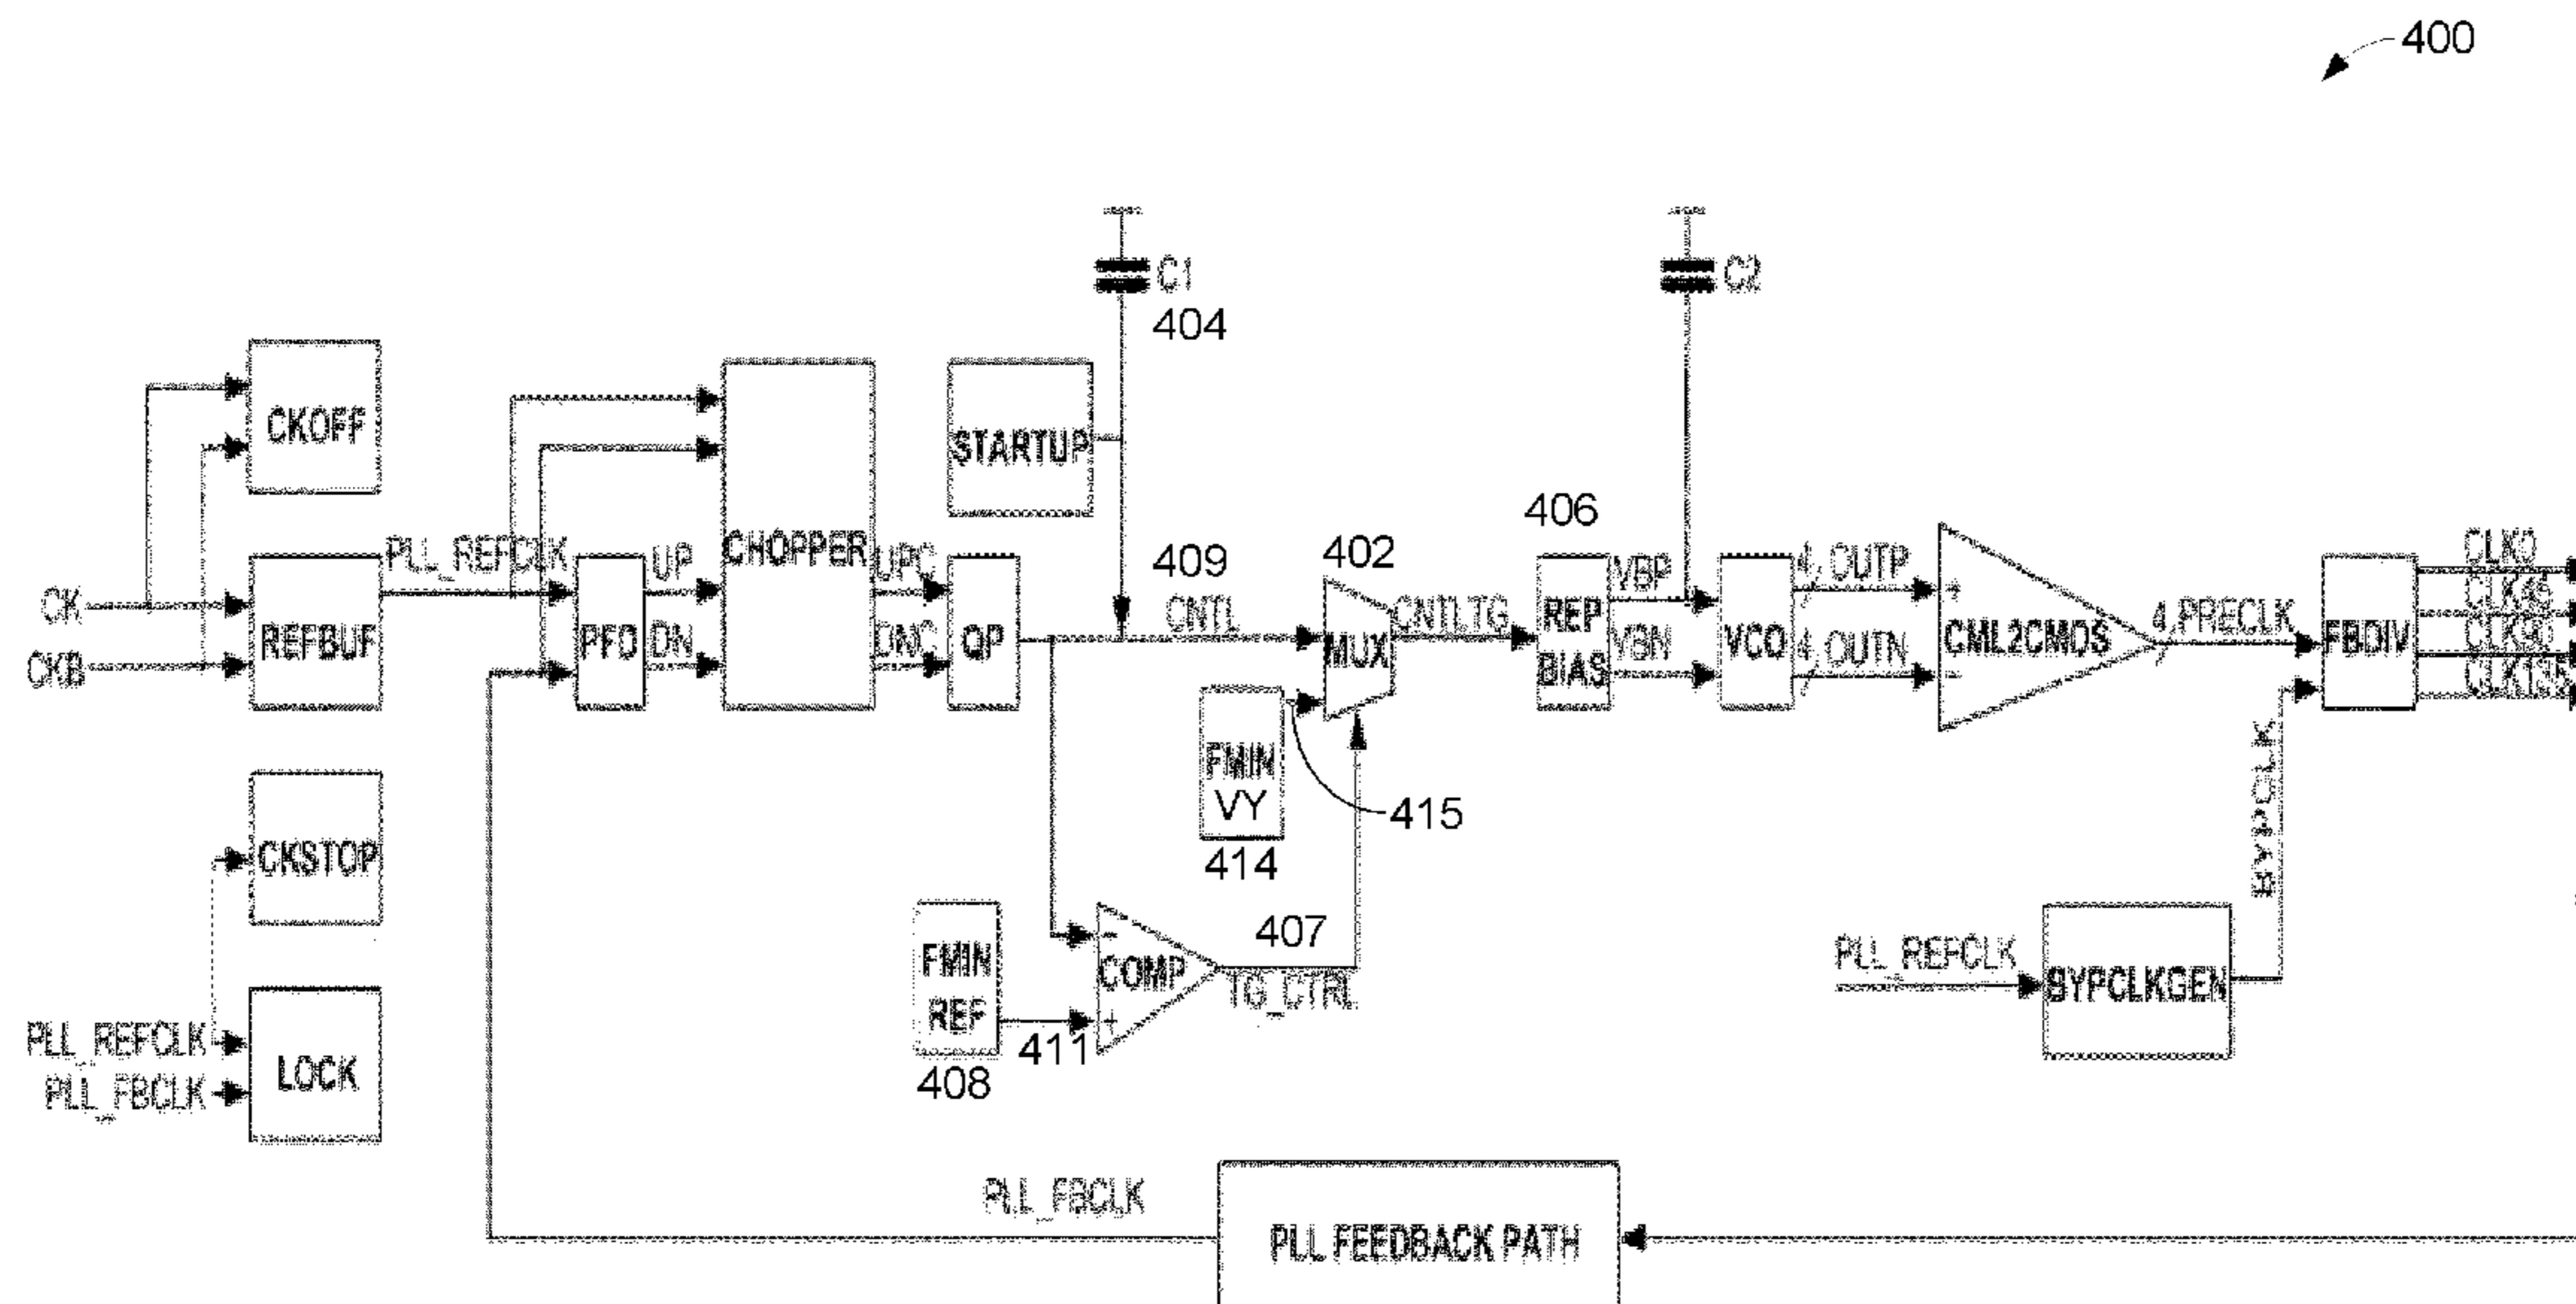 400
C1
404
C2
CKOFF
STARTUP
CHOPPER
406
402
409
CK
CKB
REFBUF
PLL_REFCLK
PFD
UP
DN
UPC
DNC
QP
CNTL
MUX
CNTLTG
REP
BIAS
VBP
VBN
VCO
4, OUTP
4, OUTN
+
-
CML2CMOS
4,PRECLK
FBDIV
CLK0
CLK45
CLK90
CLK135
FMIN
VY
414
415
BYPCLK
CKSTOP
FMIN
REF
408
411
-
COMP
+
407
TG_CTRL
PLL_REFCLK
BYPCLKGEN
PLL_REFCLK
PLL_FBCLK
LOCK
PLL_FBCLK
PLL FEEDBACK PATH